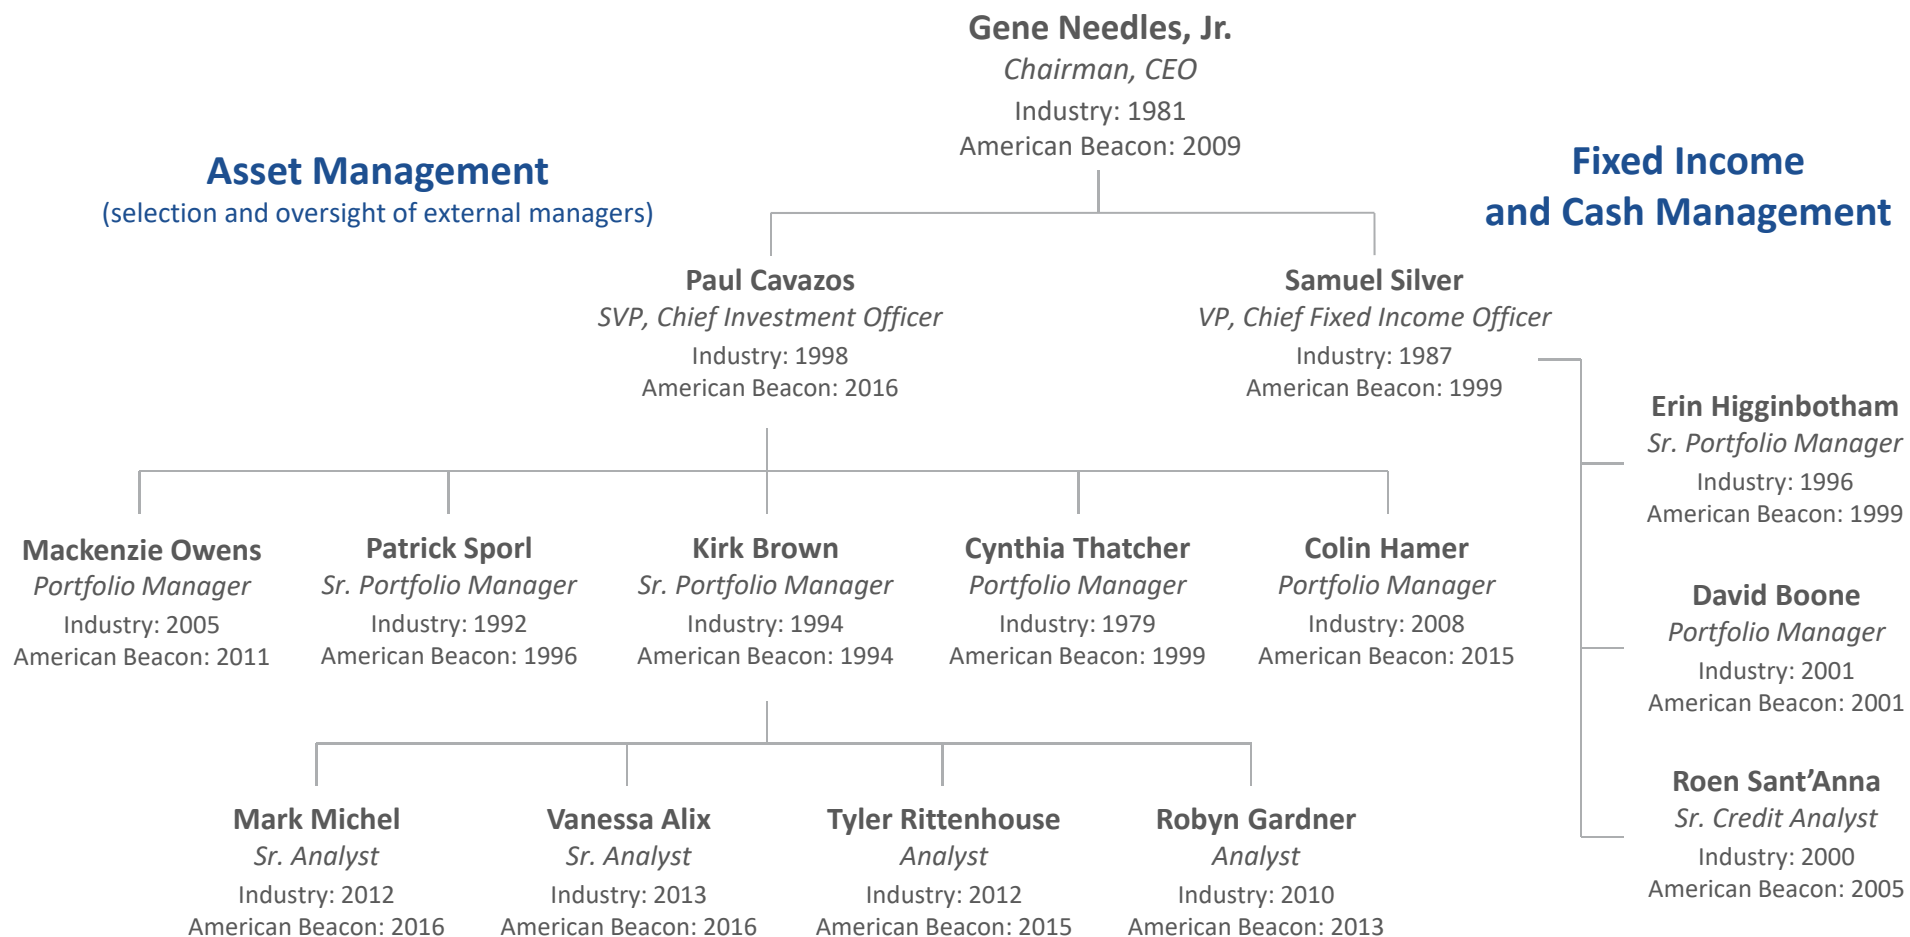 Gene Needles, Jr.
Chairman, CEO
Industry: 1981
American Beacon: 2009
Asset Management
(selection and oversight of external managers)
Fixed Income
and Cash Management
Paul Cavazos
SVP, Chief Investment Officer
Industry: 1998
American Beacon: 2016
Samuel Silver
VP, Chief Fixed Income Officer
Industry: 1987
American Beacon: 1999
Erin Higginbotham
Sr. Portfolio Manager
Industry: 1996
American Beacon: 1999
David Boone
Portfolio Manager
Industry: 2001
American Beacon: 2001
Roen Sant’Anna
Sr. Credit Analyst
Industry: 2000
American Beacon: 2005
Mackenzie Owens
Portfolio Manager
Industry: 2005
American Beacon: 2011
Patrick Sporl
Sr. Portfolio Manager
Industry: 1992
American Beacon: 1996
Kirk Brown
Sr. Portfolio Manager
Industry: 1994
American Beacon: 1994
Cynthia Thatcher
Portfolio Manager
Industry: 1979
American Beacon: 1999
Colin Hamer
Portfolio Manager
Industry: 2008
American Beacon: 2015
Mark Michel
Sr. Analyst
Industry: 2012
American Beacon: 2016
Vanessa Alix
Sr. Analyst
Industry: 2013
American Beacon: 2016
Tyler Rittenhouse
Analyst
Industry: 2012
American Beacon: 2015
Robyn Gardner
Analyst
Industry: 2010
American Beacon: 2013